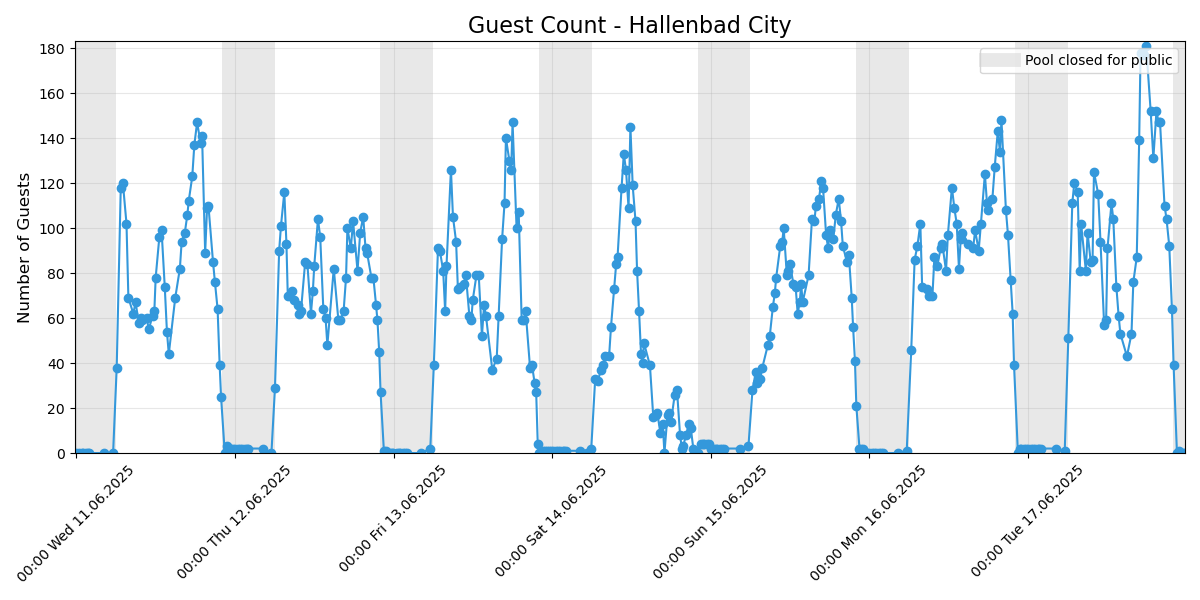 Guest Count - Hallenbad City
Pool closed for public
Number of Guests
180
160
140
120
100
80
60
40
20
0
00:00 Wed 11.06.2025
00:00 Thu 12.06.2025
00:00 Fri 13.06.2025
00:00 Sat 14.06.2025
00:00 Sun 15.06.2025
00:00 Mon 16.06.2025
00:00 Tue 17.06.2025